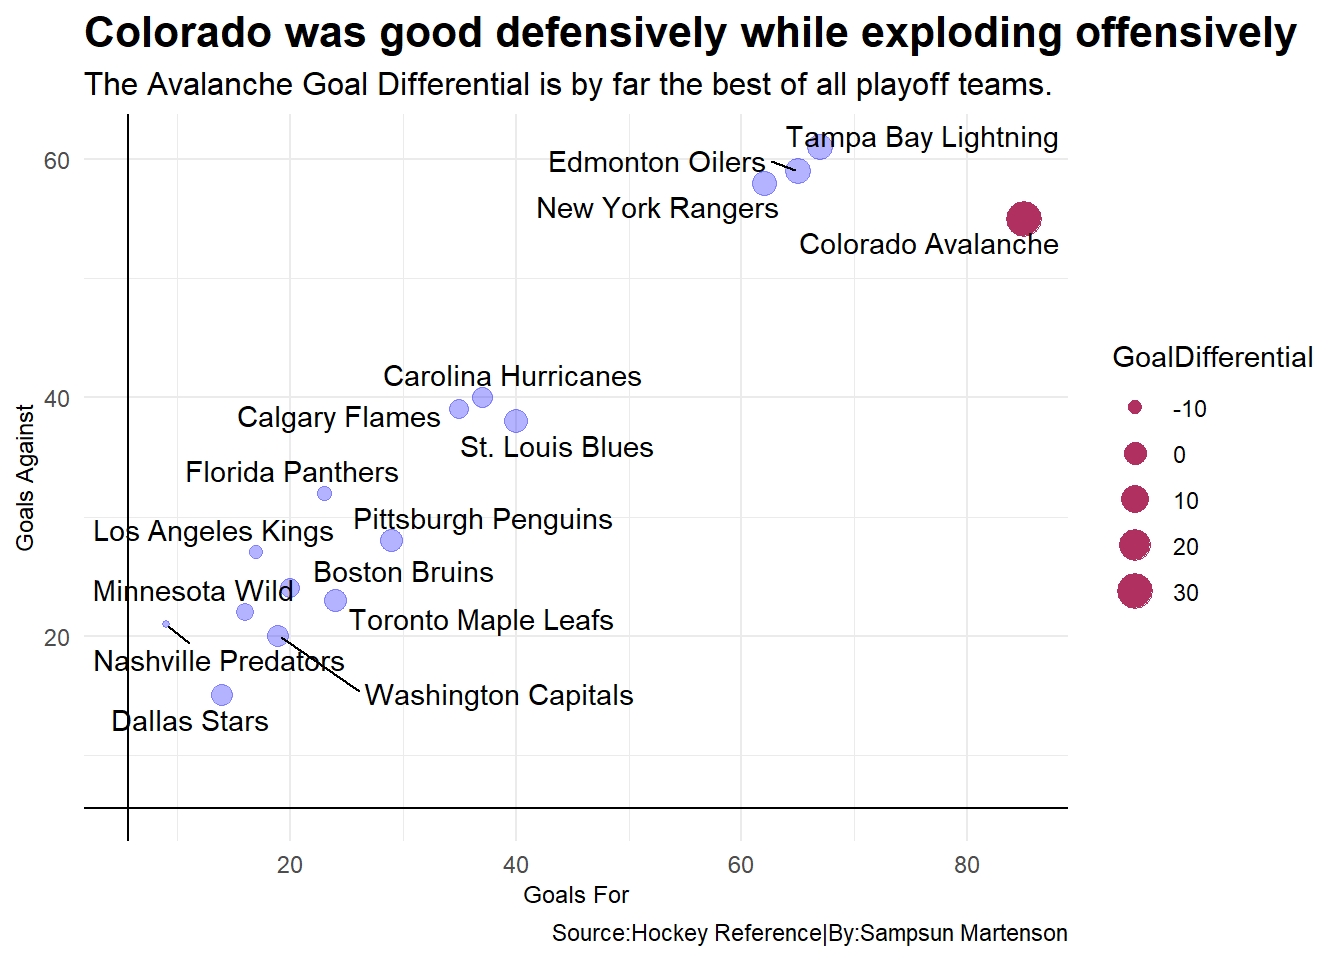 Colorado was good defensively while exploding offensively
The Avalanche Goal Differential is by far the best of all playoff teams.
Tampa Bay Lightning
60
Edmonton Oilers
New York Rangers
Colorado Avalanche
GoalDifferential
Carolina Hurricanes
40
-10
Calgary Flames
Goals Against
St. Louis Blues
0
Florida Panthers
10
Pittsburgh Penguins
Los Angeles Kings
20
Boston Bruins
Minnesota Wild
30
Toronto Maple Leafs
20
Nashville Predators
Washington Capitals
Dallas Stars
20 40 60 80
Goals For
Source:Hockey Reference|By:Sampsun Martenson